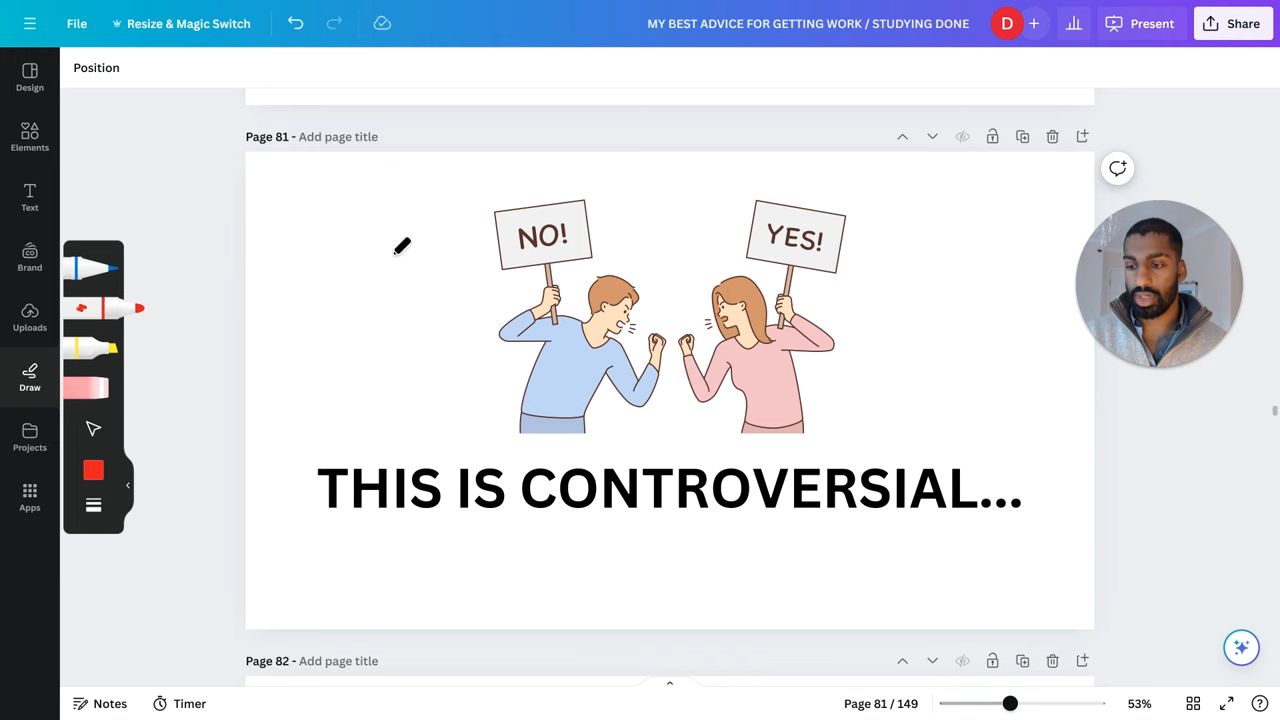 File
Resize & Magic Switch
MY BEST ADVICE FOR GETTING WORK / STUDYING DONE
D
Present
Share
Position
Design
Elements
Text
Brand
Uploads
Draw
Projects
Apps
Page 81 - Add page title
NO!
YES!
THIS IS CONTROVERSIAL...
Page 82 - Add page title
Notes
Timer
Page 81 / 149
53%